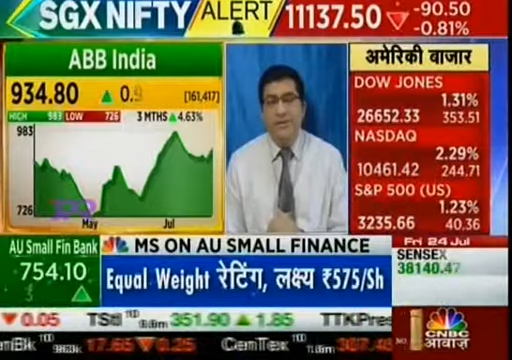 SGX NIFTY
ALERT
11137.50
-90.50
-0.81%
ABB India
934.80
0.9
[161,417]
HIGH 983 LOW 726 3 MTHS 4.63%
983
726
May Jul
अमेरिकी बाजार
DOW JONES
1.31%
26652.33 353.51
NASDAQ
2.29%
10461.42 244.71
S&P 500 (US)
1.23%
3235.66 40.36
AU Small Fin Bank
754.10
MS ON AU SMALL FINANCE
Equal Weight रेटिंग, लक्ष्य ₹575/Sh
Fri 24 Jul
SENSEX
38140.47
0.05 351.90 1.85 TTK
17.65 0.25 CemTex
CNBC
आवाज़